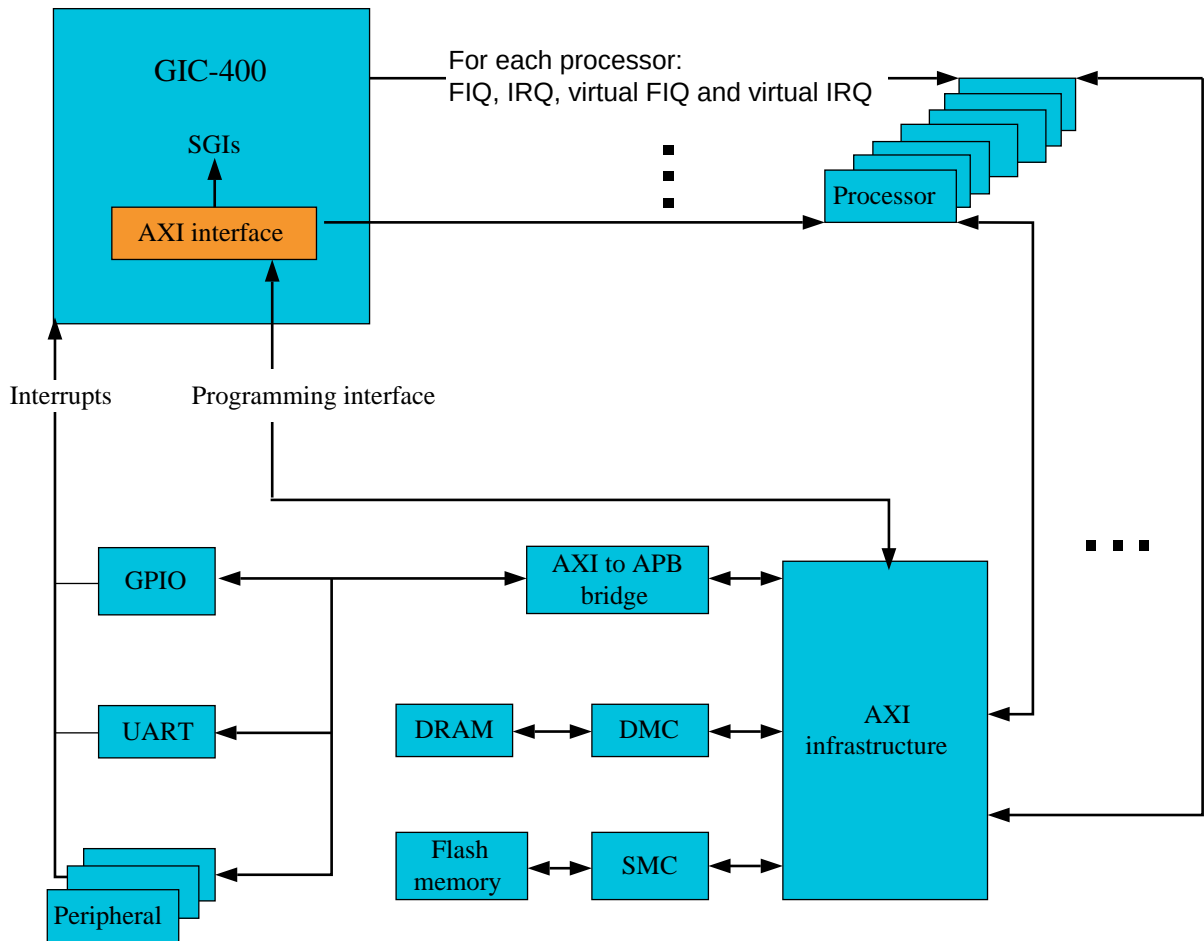 GIC-400
For each processor:
FIQ, IRQ, virtual FIQ and virtual IRQ
SGIs
AXI interface
Processor
Interrupts
Programming interface
GPIO
AXI to APB
bridge
UART
DRAM
DMC
AXI
infrastructure
Flash
memory
SMC
Peripheral